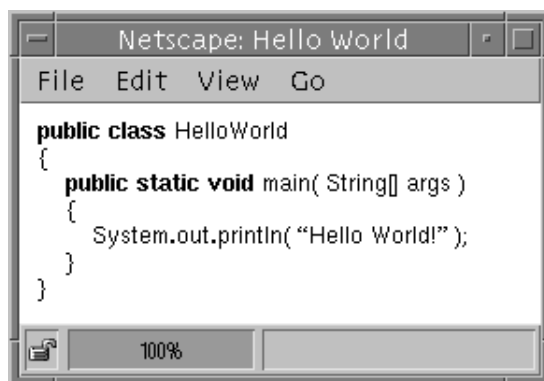 Netscape: Hello World
File Edit View Go
public class HelloWorld
{
public static void main( String[] args )
{
System.out.println( “Hello World!” );
}
}
100%